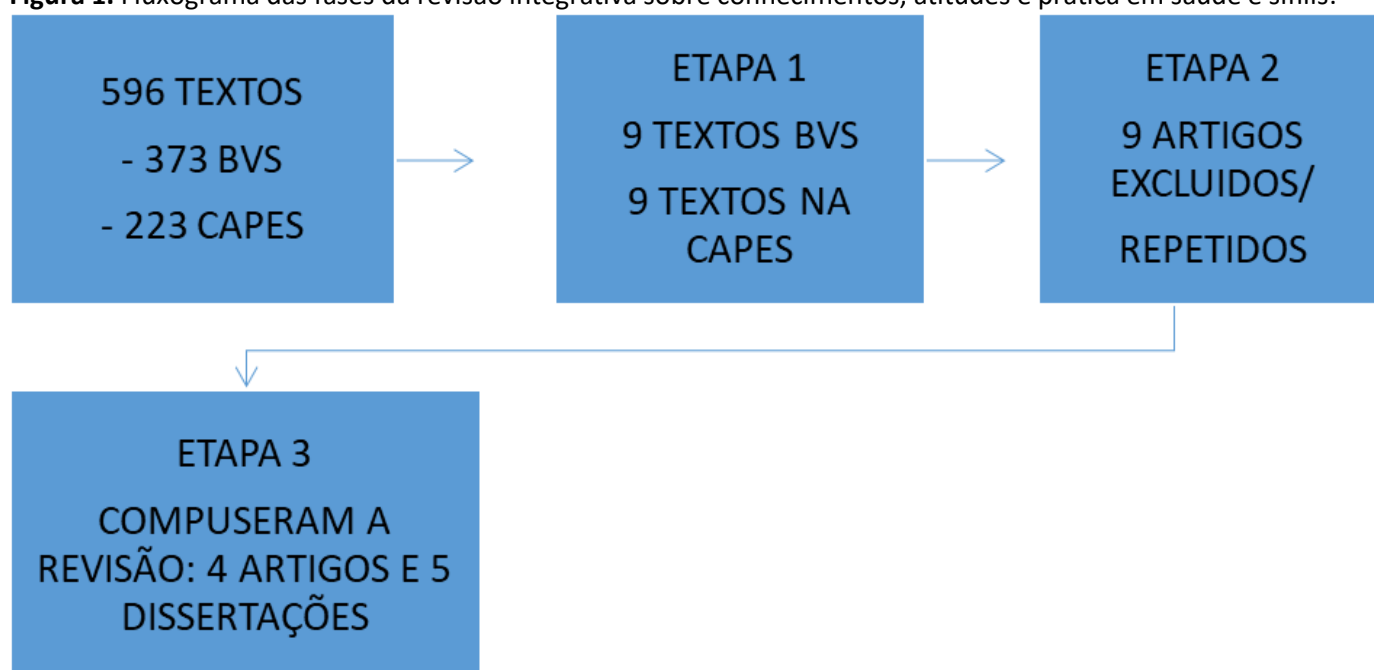 Figura 1. Fluxograma das fases da revisão integrativa sobre conhecimentos, atitudes e prática em saúde e sífilis.
596 TEXTOS
- 373 BVS
- 223 CAPES
ETAPA 1
9 TEXTOS BVS
9 TEXTOS NA
CAPES
ETAPA 2
9 ARTIGOS
EXCLUIDOS/
REPETIDOS
ETAPA 3
COMPUSERAM A
REVISÃO: 4 ARTIGOS E 5
DISSERTAÇÕES